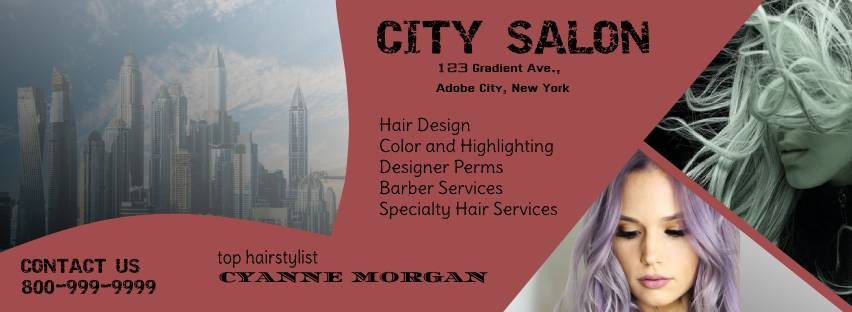 CITY SALON
123 Gradient Ave.,
Adobe City, New York
Hair Design
Color and Highlighting
Designer Perms
Barber Services
Specialty Hair Services
CONTACT US
800-999-9999
top hairstylist
CYANNE MORGAN